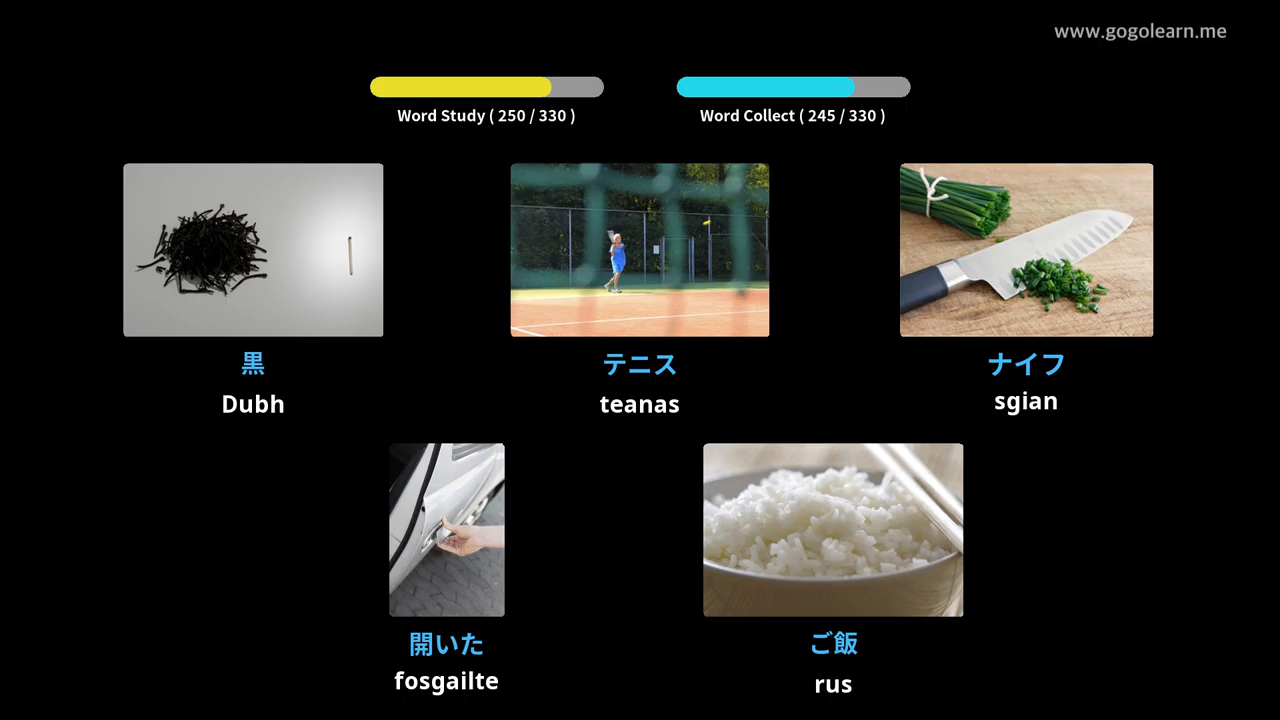 www.gogolearn.me
Word Study ( 250 / 330 )
Word Collect ( 245 / 330 )
黒
Dubh
テニス
teanas
ナイフ
sgian
開いた
fosgailte
ご飯
rus